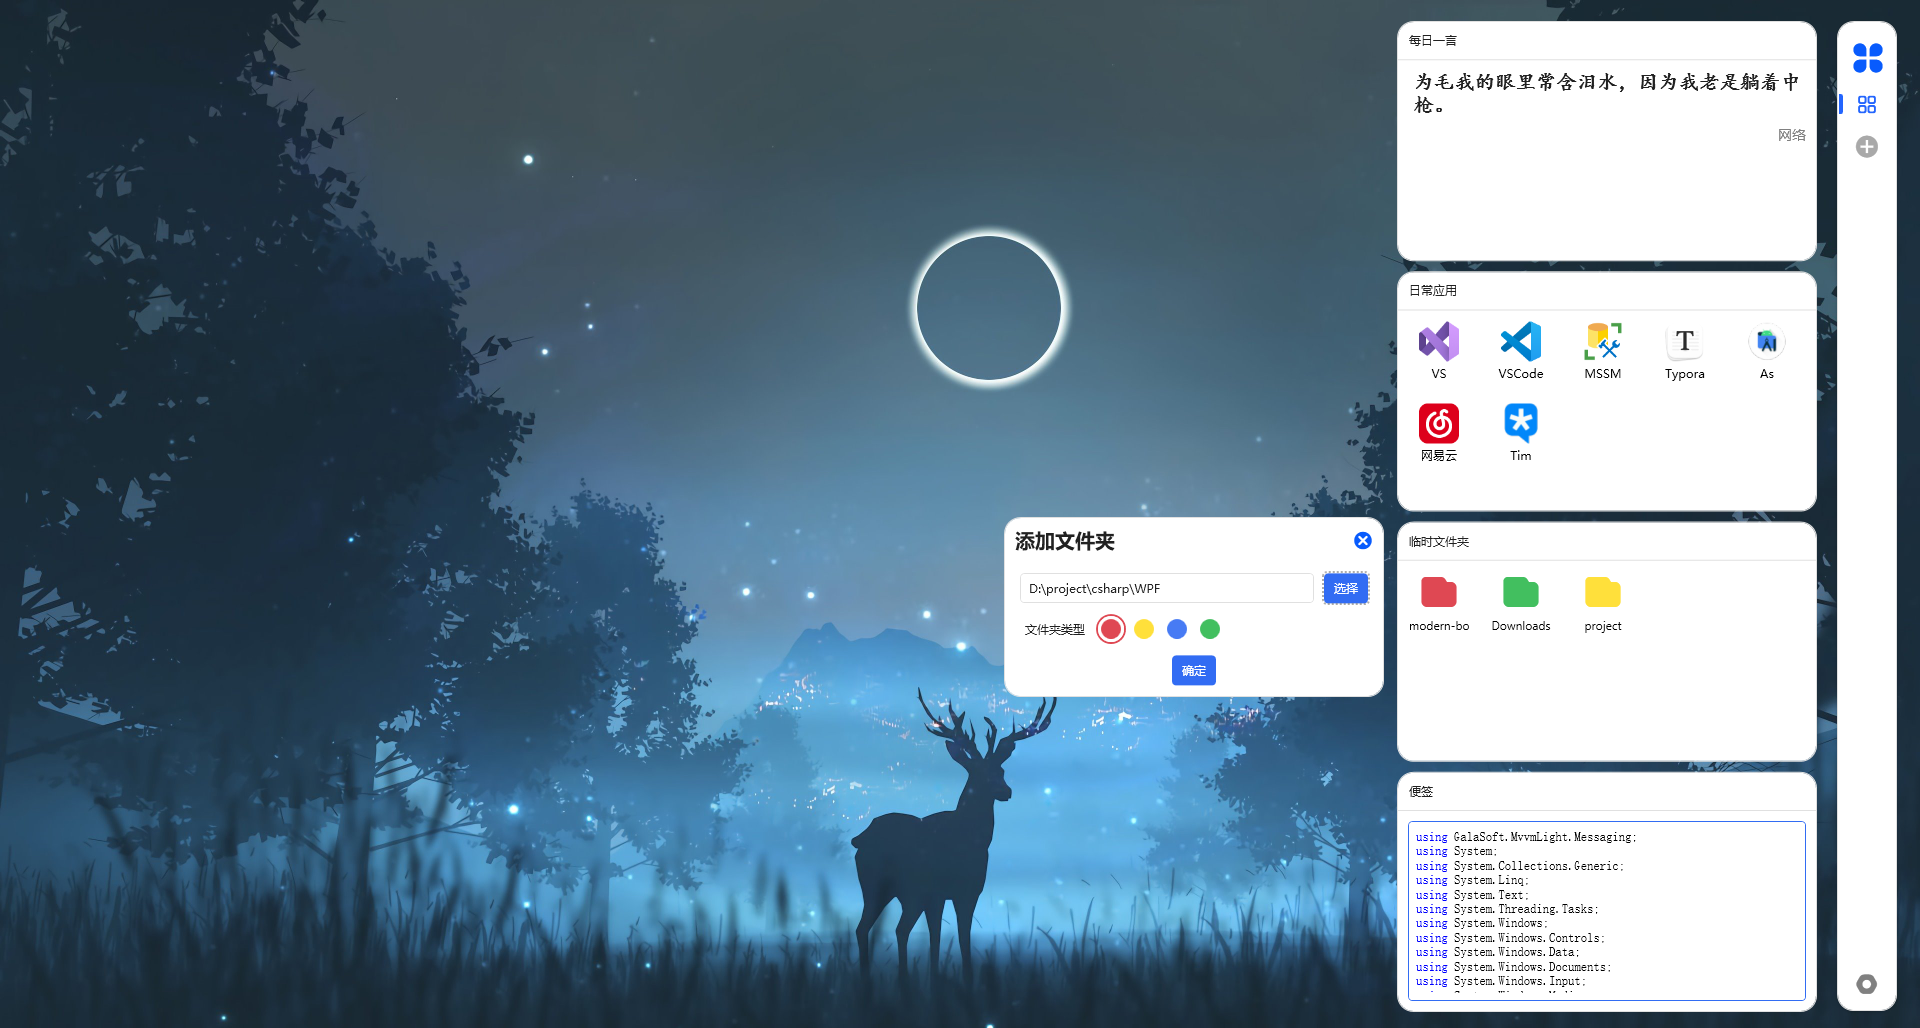 每日一言
为毛我的眼里常含泪水，因为我老是躺着中
枪。
网络
日常应用
VS
VSCode
MSSM
Typora
As
网易云
Tim
添加文件夹
D:\project\csharp\WPF
选择
文件夹类型
确定
临时文件夹
modern-bo
Downloads
project
便签
using GalaSoft.MvvmLight.Messaging;
using System;
using System.Collections.Generic;
using System.Linq;
using System.Text;
using System.Threading.Tasks;
using System.Windows;
using System.Windows.Controls;
using System.Windows.Data;
using System.Windows.Documents;
using System.Windows.Input;